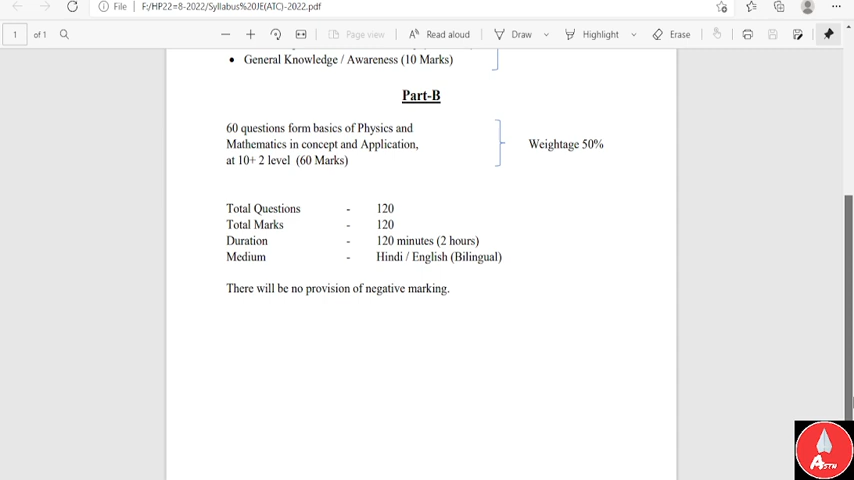 File F:/HP22=8-2022/Syllabus%20JE(ATC)-2022.pdf
1 of 1 Page view Read aloud Draw Highlight Erase
• General Knowledge / Awareness (10 Marks)
Part-B
60 questions form basics of Physics and
Mathematics in concept and Application,
at 10+ 2 level (60 Marks)
Weightage 50%
Total Questions - 120
Total Marks - 120
Duration - 120 minutes (2 hours)
Medium - Hindi / English (Bilingual)
There will be no provision of negative marking.
ASTH